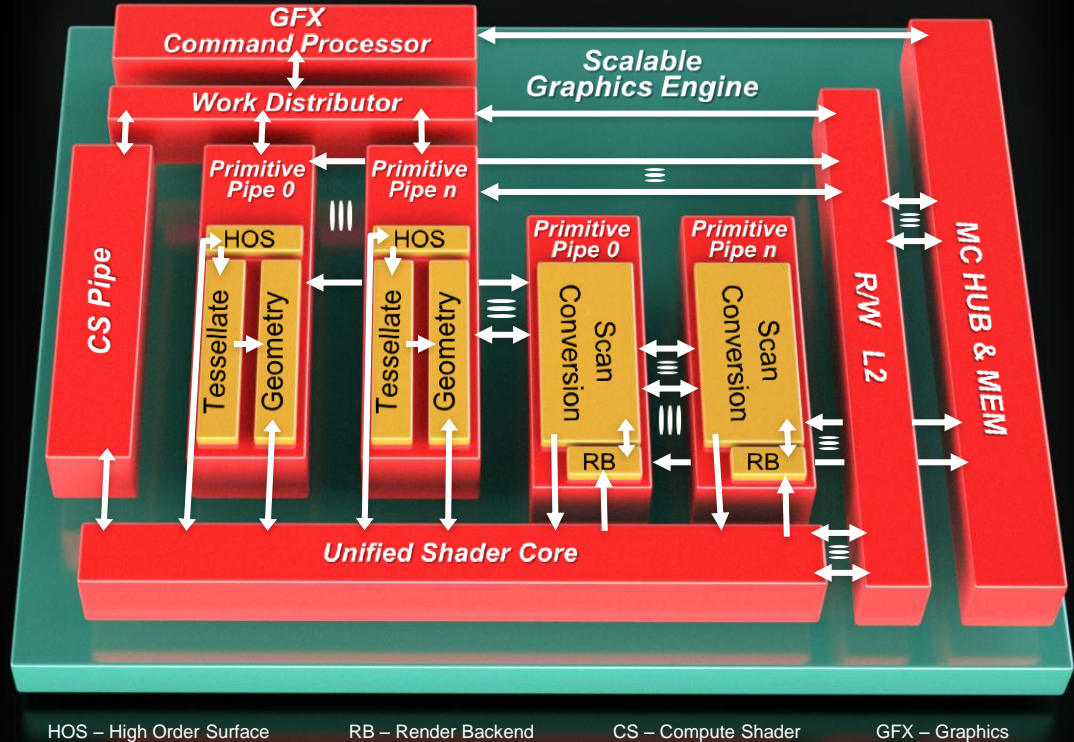 GFX
Command Processor
Scalable
Graphics Engine
Work Distributor
Primitive
Pipe 0
Primitive
Pipe n
HOS
HOS
Tessellate
Geometry
Tessellate
Geometry
CS Pipe
Primitive
Pipe 0
Primitive
Pipe n
Scan
Conversion
Scan
Conversion
RB
RB
R/W L2
MC HUB & MEM
Unified Shader Core
HOS – High Order Surface
RB – Render Backend
CS – Compute Shader
GFX – Graphics